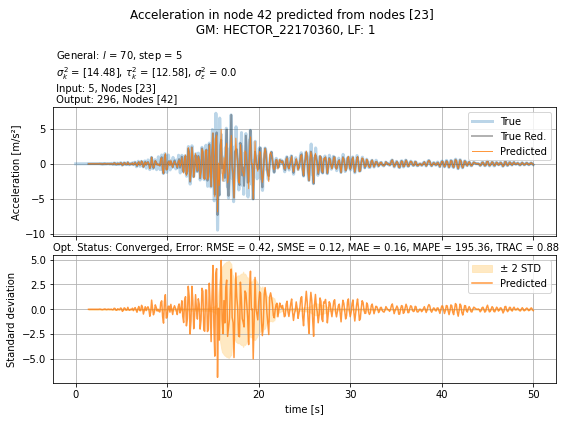 Acceleration in node 42 predicted from nodes [23]
GM: HECTOR_22170360, LF: 1
General: l = 70, step = 5
σ²_k = [14.48], τ²_k = [12.58], σ²_ε = 0.0
Input: 5, Nodes [23]
Output: 296, Nodes [42]
True
True Red.
Predicted
Acceleration [m/s²]
5
0
−5
−10
Opt. Status: Converged, Error: RMSE = 0.42, SMSE = 0.12, MAE = 0.16, MAPE = 195.36, TRAC = 0.88
± 2 STD
Predicted
Standard deviation
5.0
2.5
0.0
−2.5
−5.0
0 10 20 30 40 50
time [s]